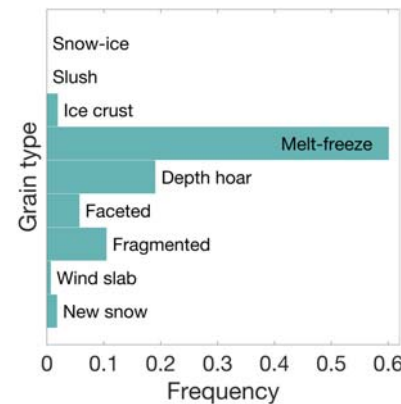 Snow-ice
Slush
Ice crust
Melt-freeze
Depth hoar
Faceted
Fragmented
Wind slab
New snow
Grain type
0 0.1 0.2 0.3 0.4 0.5 0.6
Frequency